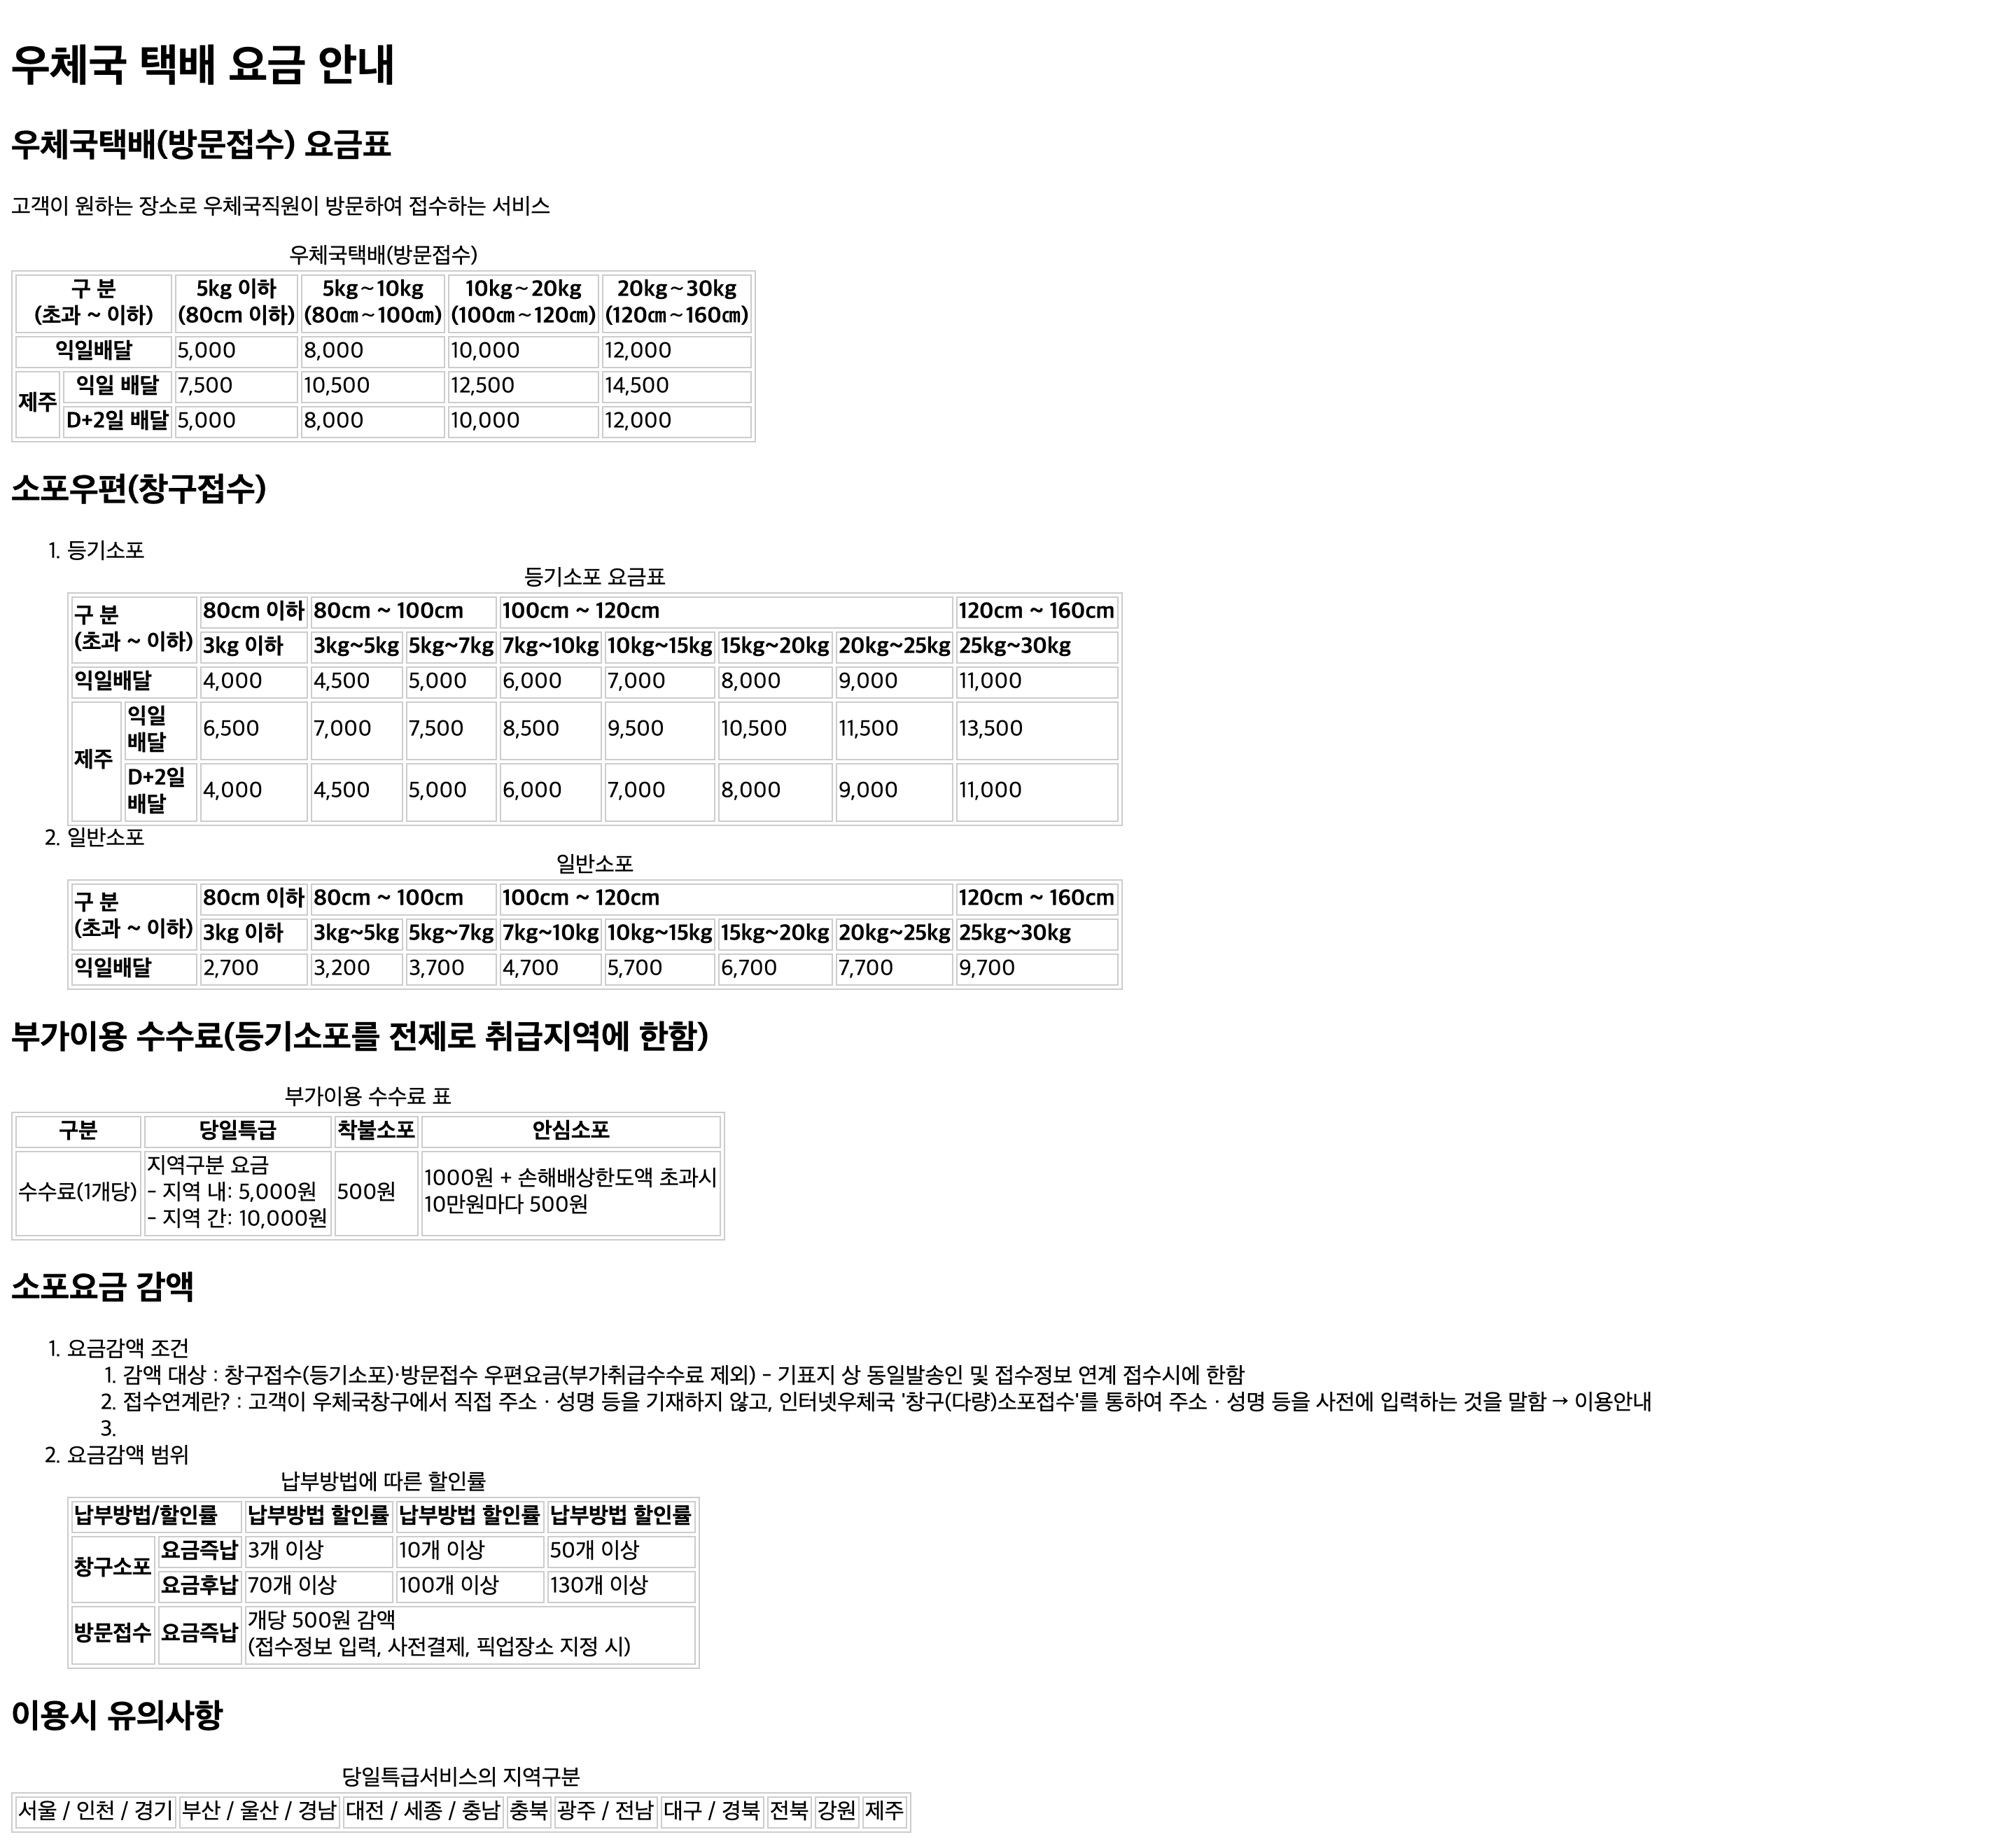 우체국 택배 요금 안내
우체국택배(방문접수) 요금표
고객이 원하는 장소로 우체국직원이 방문하여 접수하는 서비스
우체국택배(방문접수)
구 분 (초과 ~ 이하) 5kg 이하 (80cm 이하) 5kg~10kg (80㎝~100㎝) 10kg~20kg (100㎝~120㎝) 20kg~30kg (120㎝~160㎝)
익일배달 5,000 8,000 10,000 12,000
제주 익일 배달 7,500 10,500 12,500 14,500
D+2일 배달 5,000 8,000 10,000 12,000
소포우편(창구접수)
1. 등기소포
등기소포 요금표
구 분 (초과 ~ 이하) 80cm 이하 80cm ~ 100cm 100cm ~ 120cm 120cm ~ 160cm
3kg 이하 3kg~5kg 5kg~7kg 7kg~10kg 10kg~15kg 15kg~20kg 20kg~25kg 25kg~30kg
익일배달 4,000 4,500 5,000 6,000 7,000 8,000 9,000 11,000
제주 익일 배달 6,500 7,000 7,500 8,500 9,500 10,500 11,500 13,500
D+2일 배달 4,000 4,500 5,000 6,000 7,000 8,000 9,000 11,000
2. 일반소포
일반소포
구 분 (초과 ~ 이하) 80cm 이하 80cm ~ 100cm 100cm ~ 120cm 120cm ~ 160cm
3kg 이하 3kg~5kg 5kg~7kg 7kg~10kg 10kg~15kg 15kg~20kg 20kg~25kg 25kg~30kg
익일배달 2,700 3,200 3,700 4,700 5,700 6,700 7,700 9,700
부가이용 수수료(등기소포를 전제로 취급지역에 한함)
부가이용 수수료 표
구분 당일특급 착불소포 안심소포
수수료(1개당) 지역구분 요금 - 지역 내: 5,000원 - 지역 간: 10,000원 500원 1000원 + 손해배상한도액 초과시 10만원마다 500원
소포요금 감액
1. 요금감액 조건
1. 감액 대상 : 창구접수(등기소포)·방문접수 우편요금(부가취급수수료 제외) - 기표지 상 동일발송인 및 접수정보 연계 접수시에 한함
2. 접수연계란? : 고객이 우체국창구에서 직접 주소ㆍ성명 등을 기재하지 않고, 인터넷우체국 '창구(다량)소포접수'를 통하여 주소ㆍ성명 등을 사전에 입력하는 것을 말함 → 이용안내
3.
2. 요금감액 범위
납부방법에 따른 할인률
납부방법/할인률 납부방법 할인률 납부방법 할인률 납부방법 할인률
창구소포 요금즉납 3개 이상 10개 이상 50개 이상
요금후납 70개 이상 100개 이상 130개 이상
방문접수 요금즉납 개당 500원 감액 (접수정보 입력, 사전결제, 픽업장소 지정 시)
이용시 유의사항
당일특급서비스의 지역구분
서울 / 인천 / 경기 부산 / 울산 / 경남 대전 / 세종 / 충남 충북 광주 / 전남 대구 / 경북 전북 강원 제주